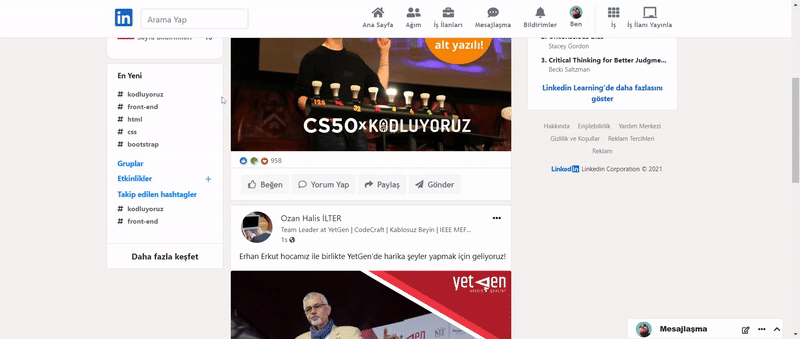 in
Arama Yap
Ana Sayfa
Ağım
İş İlanları
Mesajlaşma
Bildirimler
Ben
İş
İş İlanı Yayınla
Sayfa Bildirimleri
En Yeni
# kodluyoruz
# front-end
# html
# css
# bootstrap
Gruplar
Etkinlikler +
Takip edilen hashtagler
# kodluyoruz
# front-end
Daha fazla keşfet
alt yazılı!
CS50xKODLUYORUZ
958
Beğen
Yorum Yap
Paylaş
Gönder
Ozan Halis İLTER
Team Leader at YetGen | CodeCraft | Kablosuz Beyin | IEEE MEF...
1s
Erhan Erkut hocamız ile birlikte YetGen'de harika şeyler yapmak için geliyoruz!
yetgen
Stacey Gordon
3. Critical Thinking for Better Judgme...
Becki Saltzman
Linkedin Learning'de daha fazlasını
göster
Hakkında
Erişilebilirlik
Yardım Merkezi
Gizlilik ve Koşullar
Reklam Tercihleri
Reklam
Linkedin Linkedin Corporation © 2021
Mesajlaşma